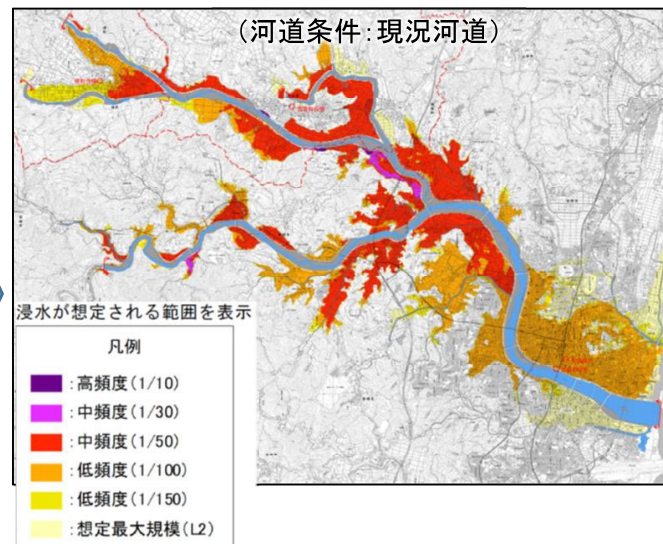 (河道条件:現況河道)
浸水が想定される範囲を表示
凡例
:高頻度(1/10)
:中頻度(1/30)
:中頻度(1/50)
:低頻度(1/100)
:低頻度(1/150)
:想定最大規模(L2)